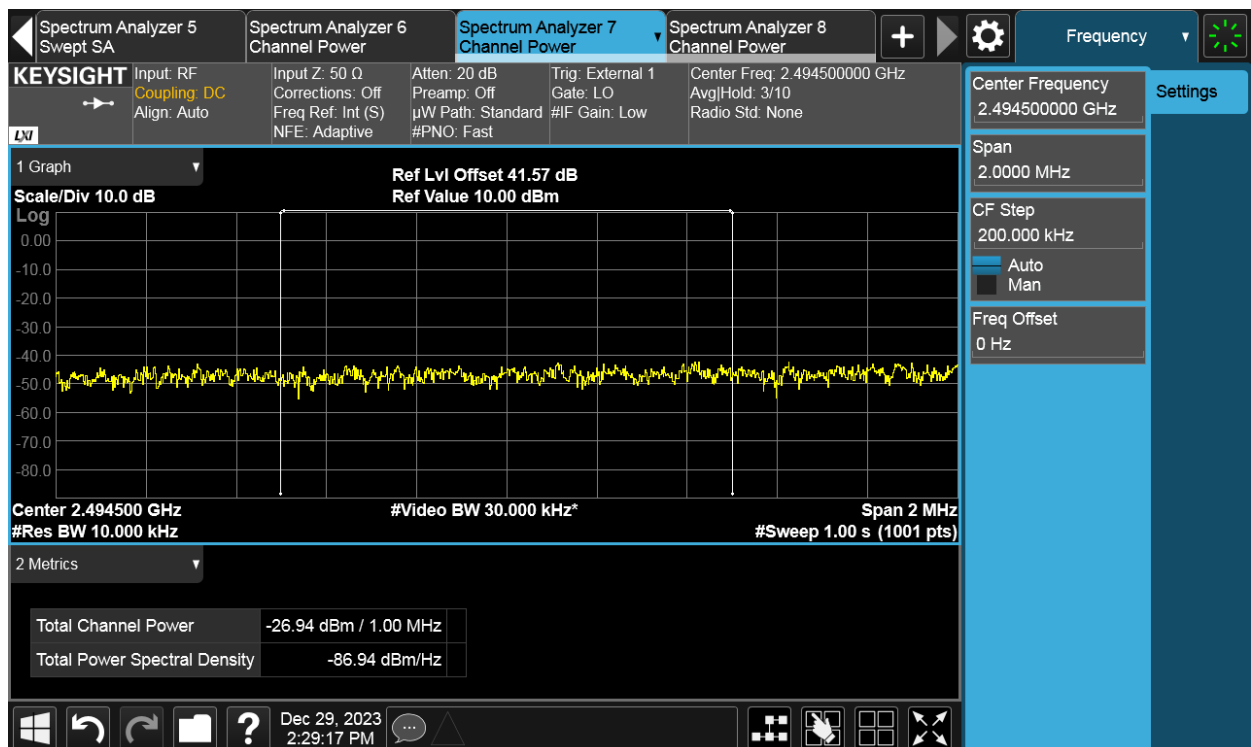 Spectrum Analyzer 5
Swept SA
Spectrum Analyzer 6
Channel Power
Spectrum Analyzer 7
Channel Power
Spectrum Analyzer 8
Channel Power
+
Frequency
KEYSIGHT
LXI
Input: RF
Coupling: DC
Align: Auto
Input Z: 50 Ω
Corrections: Off
Freq Ref: Int (S)
NFE: Adaptive
Atten: 20 dB
Preamp: Off
µW Path: Standard
#PNO: Fast
Trig: External 1
Gate: LO
#IF Gain: Low
Center Freq: 2.494500000 GHz
Avg|Hold: 3/10
Radio Std: None
Center Frequency
2.494500000 GHz
Settings
Span
2.0000 MHz
CF Step
200.000 kHz
Auto
Man
Freq Offset
0 Hz
1 Graph
Scale/Div 10.0 dB
Ref Lvl Offset 41.57 dB
Ref Value 10.00 dBm
Log
0.00
-10.0
-20.0
-30.0
-40.0
-50.0
-60.0
-70.0
-80.0
Center 2.494500 GHz
#Video BW 30.000 kHz*
Span 2 MHz
#Res BW 10.000 kHz
#Sweep 1.00 s (1001 pts)
2 Metrics
Total Channel Power -26.94 dBm / 1.00 MHz
Total Power Spectral Density -86.94 dBm/Hz
?
Dec 29, 2023
2:29:17 PM